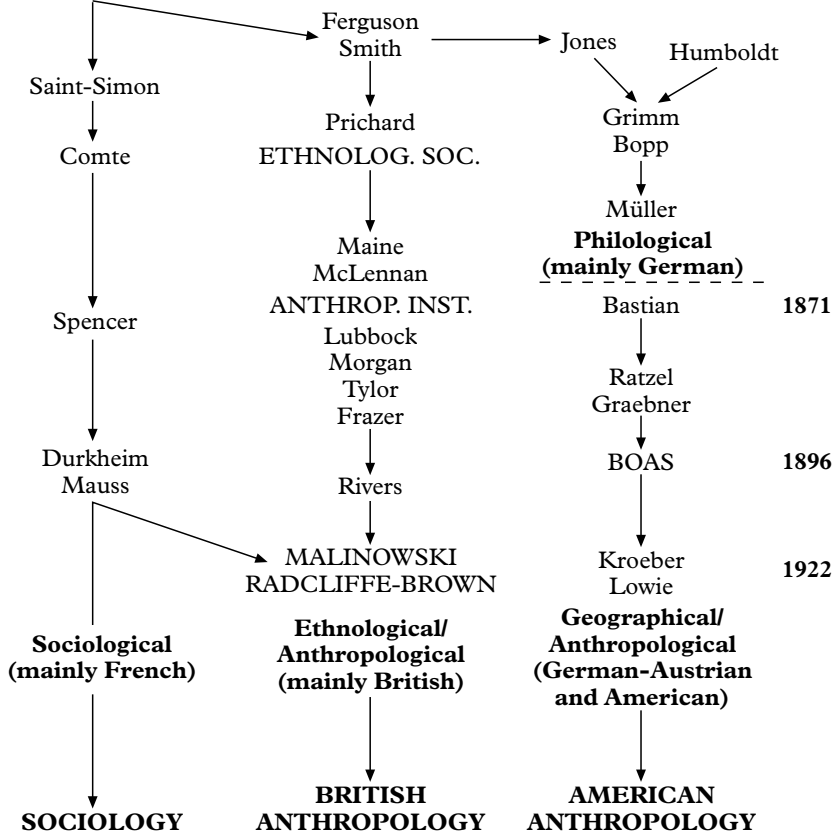 Ferguson
Smith
Jones
Humboldt
Saint-Simon
Grimm
Bopp
Prichard
ETHNOLOG. SOC.
Comte
Müller
Philological
(mainly German)
Maine
McLennan
ANTHROP. INST.
Bastian
1871
Spencer
Lubbock
Morgan
Tylor
Frazer
Ratzel
Graebner
Durkheim
Mauss
Rivers
BOAS
1896
MALINOWSKI
RADCLIFFE-BROWN
Kroeber
Lowie
1922
Sociological
(mainly French)
Ethnological/
Anthropological
(mainly British)
Geographical/
Anthropological
(German-Austrian
and American)
SOCIOLOGY
BRITISH
ANTHROPOLOGY
AMERICAN
ANTHROPOLOGY